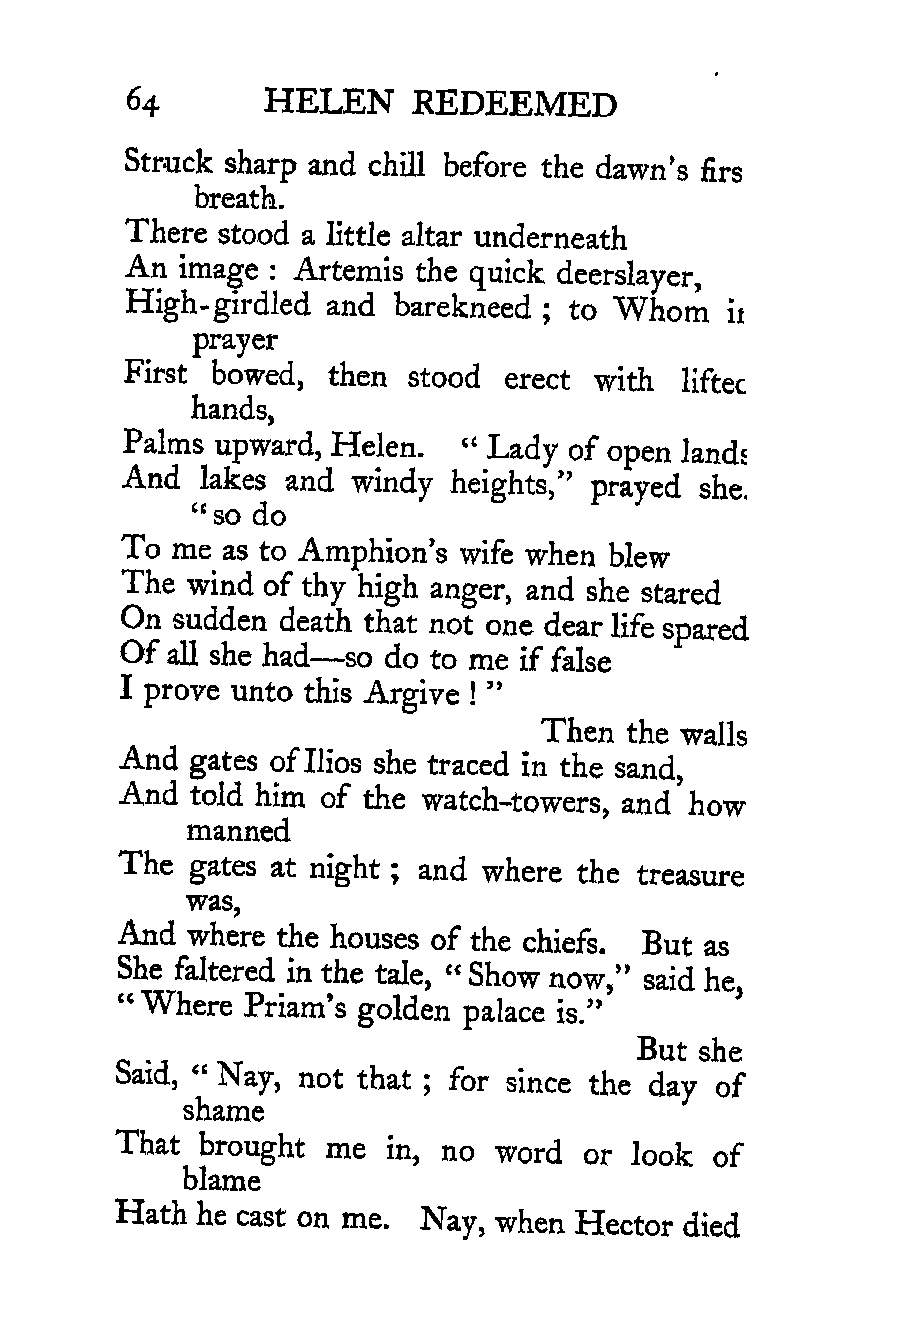 64 HELEN REDEEMED
Struck sharp and chill before the dawn's firs
breath.
There stood a little altar underneath
An image : Artemis the quick deerslayer,
High-girdled and barekneed ; to Whom in
prayer
First bowed, then stood erect with lifted
hands,
Palms upward, Helen. “ Lady of open lands
And lakes and windy heights,” prayed she.
“ so do
To me as to Amphion's wife when blew
The wind of thy high anger, and she stared
On sudden death that not one dear life spared
Of all she had—so do to me if false
I prove unto this Argive ! ”
Then the walls
And gates of Ilios she traced in the sand,
And told him of the watch-towers, and how
manned
The gates at night ; and where the treasure
was,
And where the houses of the chiefs. But as
She faltered in the tale, “ Show now,” said he,
“ Where Priam's golden palace is.”
But she
Said, “ Nay, not that ; for since the day of
shame
That brought me in, no word or look of
blame
Hath he cast on me. Nay, when Hector died